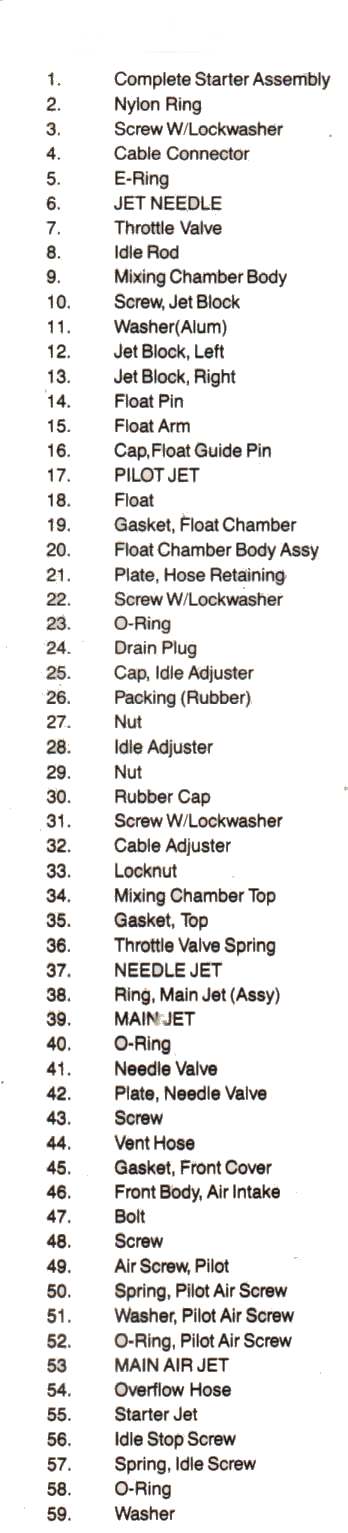 1. Complete Starter Assembly
2. Nylon Ring
3. Screw W/Lockwasher
4. Cable Connector
5. E-Ring
6. JET NEEDLE
7. Throttle Valve
8. Idle Rod
9. Mixing Chamber Body
10. Screw, Jet Block
11. Washer(Alum)
12. Jet Block, Left
13. Jet Block, Right
14. Float Pin
15. Float Arm
16. Cap,Float Guide Pin
17. PILOT JET
18. Float
19. Gasket, Float Chamber
20. Float Chamber Body Assy
21. Plate, Hose Retaining
22. Screw W/Lockwasher
23. O-Ring
24. Drain Plug
25. Cap, Idle Adjuster
26. Packing (Rubber)
27. Nut
28. Idle Adjuster
29. Nut
30. Rubber Cap
31. Screw W/Lockwasher
32. Cable Adjuster
33. Locknut
34. Mixing Chamber Top
35. Gasket, Top
36. Throttle Valve Spring
37. NEEDLE JET
38. Ring, Main Jet (Assy)
39. MAIN JET
40. O-Ring
41. Needle Valve
42. Plate, Needle Valve
43. Screw
44. Vent Hose
45. Gasket, Front Cover
46. Front Body, Air Intake
47. Bolt
48. Screw
49. Air Screw, Pilot
50. Spring, Pilot Air Screw
51. Washer, Pilot Air Screw
52. O-Ring, Pilot Air Screw
53 MAIN AIR JET
54. Overflow Hose
55. Starter Jet
56. Idle Stop Screw
57. Spring, Idle Screw
58. O-Ring
59. Washer